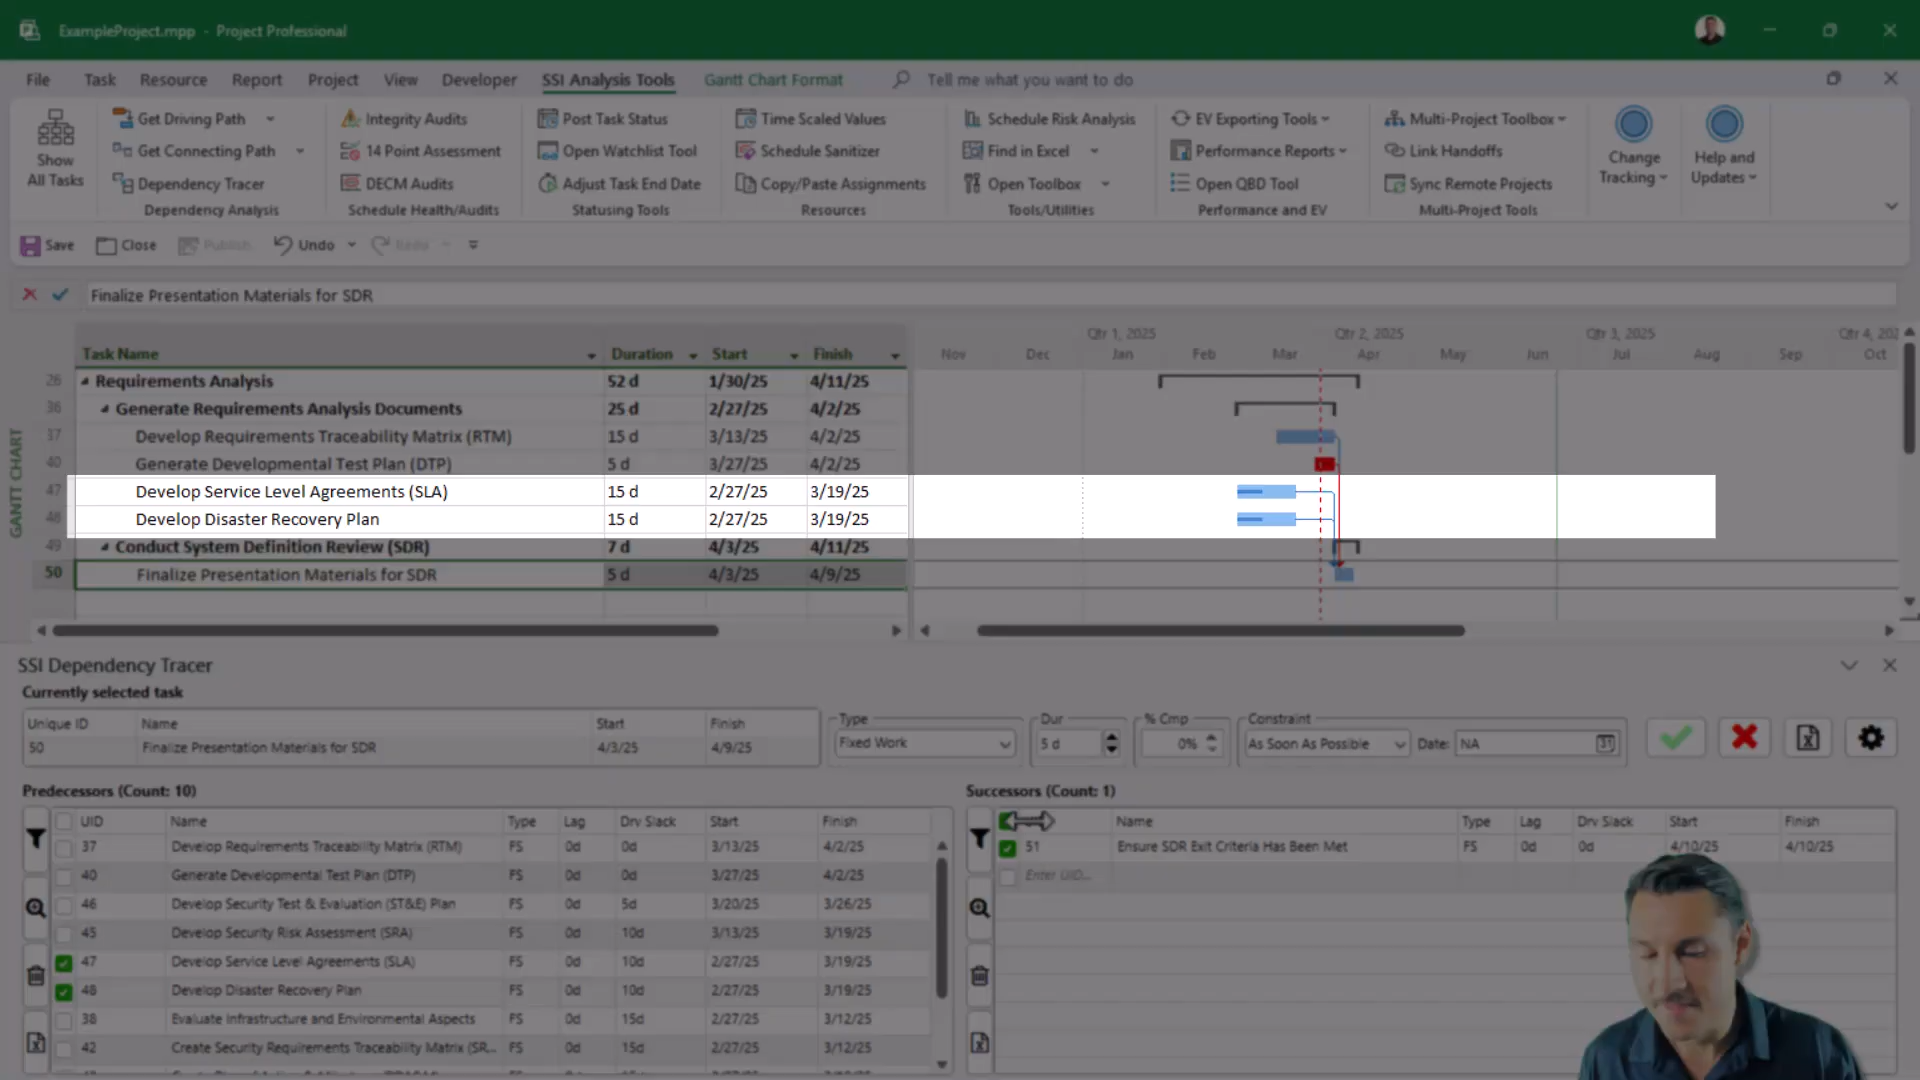 ExampleProject.mpp - Project Professional
File Task Resource Report Project View Developer SSI Analysis Tools Gantt Chart Format Tell me what you want to do
Get Driving Path Integrity Audits Post Task Status Time Scaled Values Schedule Risk Analysis EV Exporting Tools Multi-Project Toolbox
Show All Tasks Get Connecting Path 14 Point Assessment Open Watchlist Tool Schedule Sanitizer Find in Excel Performance Reports Link Handoffs Change Tracking Help and Updates
Dependency Tracer DECM Audits Adjust Task End Date Copy/Paste Assignments Open Toolbox Open QBD Tool Sync Remote Projects
Dependency Analysis Schedule Health/Audits Statusing Tools Resources Tools/Utilities Performance and EV Multi-Project Tools
Save Close Publish Undo Redo
Finalize Presentation Materials for SDR
Qtr 1, 2025 Qtr 2, 2025 Qtr 3, 2025 Qtr 4, 202
Task Name Duration Start Finish Nov Dec Jan Feb Mar Apr May Jun Jul Aug Sep Oct
GANTT CHART
26 Requirements Analysis 52 d 1/30/25 4/11/25
36 Generate Requirements Analysis Documents 25 d 2/27/25 4/2/25
37 Develop Requirements Traceability Matrix (RTM) 15 d 3/13/25 4/2/25
40 Generate Developmental Test Plan (DTP) 5 d 3/27/25 4/2/25
47 Develop Service Level Agreements (SLA) 15 d 2/27/25 3/19/25
48 Develop Disaster Recovery Plan 15 d 2/27/25 3/19/25
49 Conduct System Definition Review (SDR) 7 d 4/3/25 4/11/25
50 Finalize Presentation Materials for SDR 5 d 4/3/25 4/9/25
SSI Dependency Tracer
Currently selected task
Unique ID Name Start Finish Type Dur % Cmp Constraint
50 Finalize Presentation Materials for SDR 4/3/25 4/9/25 Fixed Work 5 d 0% As Soon As Possible Date: NA 31
Predecessors (Count: 10) Successors (Count: 1)
UID Name Type Lag Drv Slack Start Finish Name Type Lag Drv Slack Start Finish
37 Develop Requirements Traceability Matrix (RTM) FS 0d 0d 3/13/25 4/2/25 51 Ensure SDR Exit Criteria Has Been Met FS 0d 0d 4/10/25 4/10/25
40 Generate Developmental Test Plan (DTP) FS 0d 0d 3/27/25 4/2/25 Enter UID...
46 Develop Security Test & Evaluation (ST&E) Plan FS 0d 5d 3/20/25 3/26/25
45 Develop Security Risk Assessment (SRA) FS 0d 10d 3/13/25 3/19/25
47 Develop Service Level Agreements (SLA) FS 0d 10d 2/27/25 3/19/25
48 Develop Disaster Recovery Plan FS 0d 10d 2/27/25 3/19/25
38 Evaluate Infrastructure and Environmental Aspects FS 0d 15d 2/27/25 3/12/25
42 Create Security Requirements Traceability Matrix (SR... FS 0d 15d 2/27/25 3/12/25